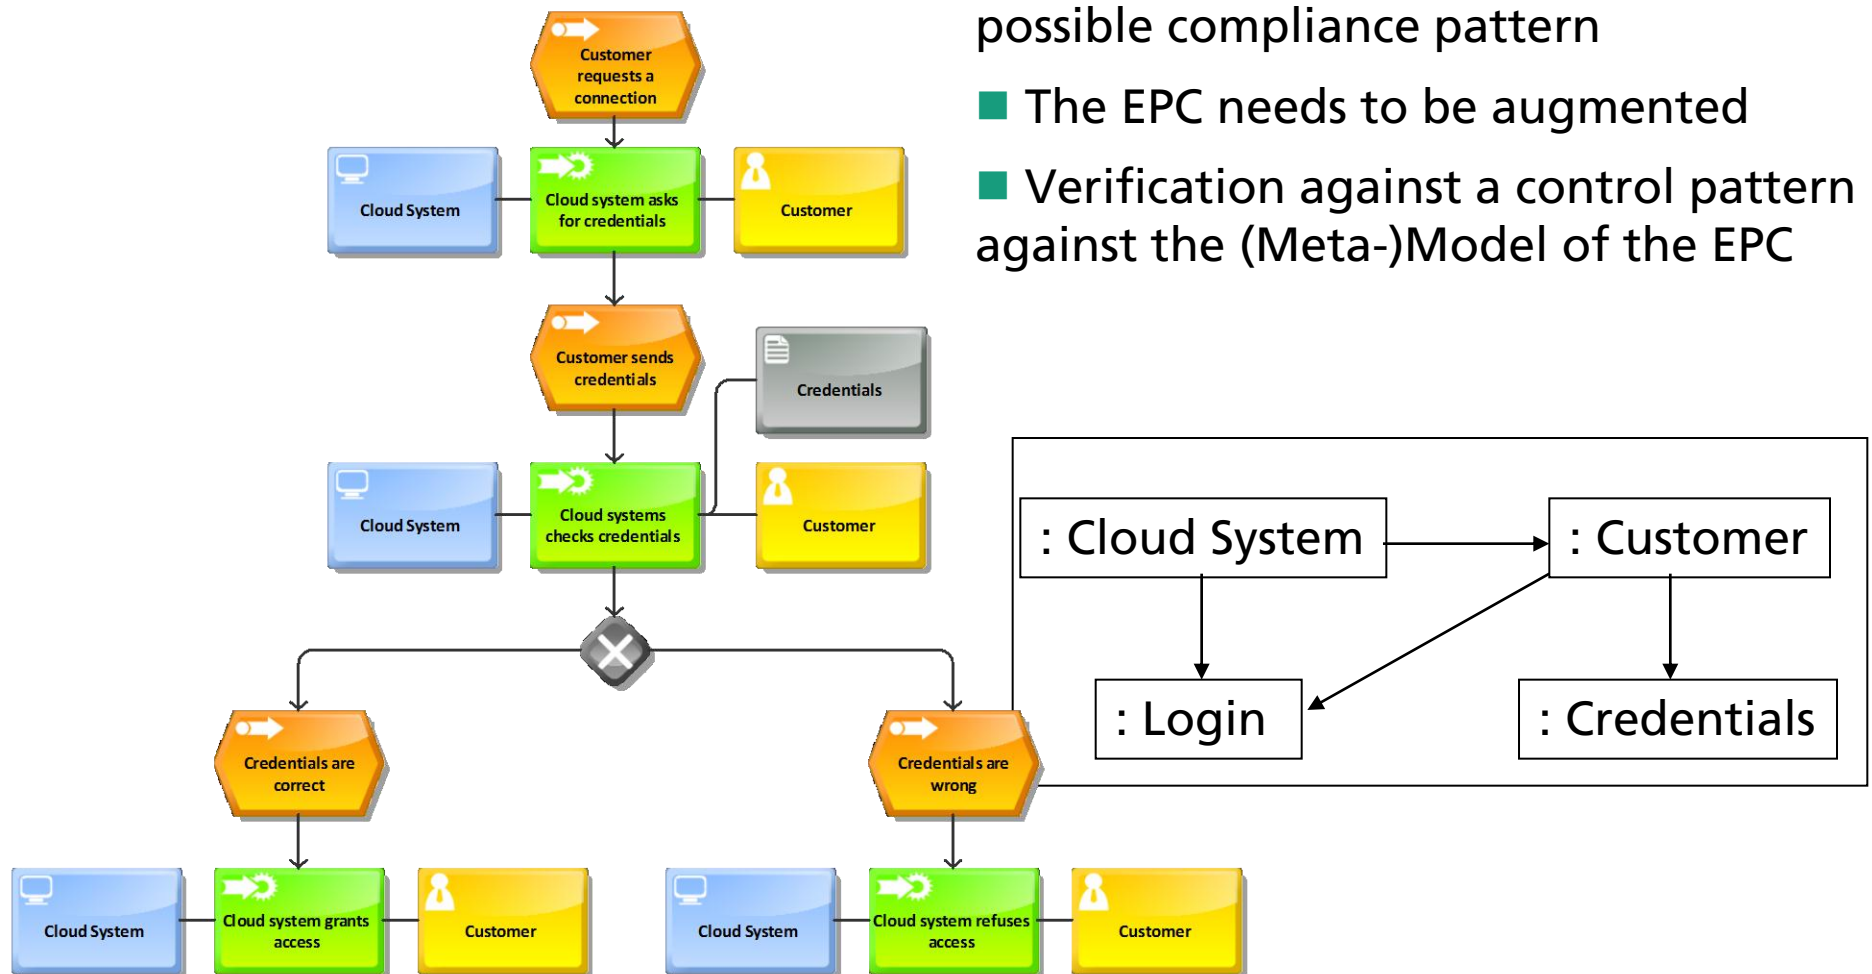 possible compliance pattern
The EPC needs to be augmented
Verification against a control pattern
against the (Meta-)Model of the EPC
Customer
requests a
connection
Cloud System
Cloud system asks
for credentials
Customer
Customer sends
credentials
Credentials
Cloud System
Cloud systems
checks credentials
Customer
: Cloud System
: Customer
: Login
: Credentials
Credentials are
correct
Credentials are
wrong
Cloud System
Cloud system grants
access
Customer
Cloud System
Cloud system refuses
access
Customer